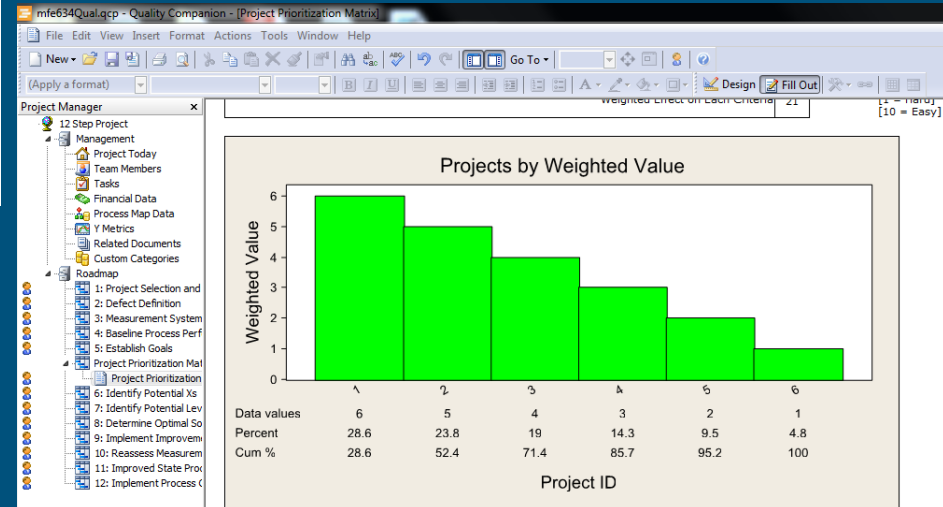 mfe634Qual.qcp - Quality Companion - [Project Prioritization Matrix]
File Edit View Insert Format Actions Tools Window Help
New Go To
(Apply a format) B I U A Design Fill Out
Project Manager x
12 Step Project
Management
Project Today
Team Members
Tasks
Financial Data
Process Map Data
Y Metrics
Related Documents
Custom Categories
Roadmap
1: Project Selection and
2: Defect Definition
3: Measurement System
4: Baseline Process Perf
5: Establish Goals
Project Prioritization Mat
Project Prioritization
6: Identify Potential Xs
7: Identify Potential Lev
8: Determine Optimal So
9: Implement Improvem
10: Reassess Measurem
11: Improved State Proc
12: Implement Process C
Weighted Effect on Each Criteria 21
[1 = Hard]
[10 = Easy]
Projects by Weighted Value
Weighted Value
6
5
4
3
2
1
0
1 2 3 4 5 6
Data values 6 5 4 3 2 1
Percent 28.6 23.8 19 14.3 9.5 4.8
Cum % 28.6 52.4 71.4 85.7 95.2 100
Project ID